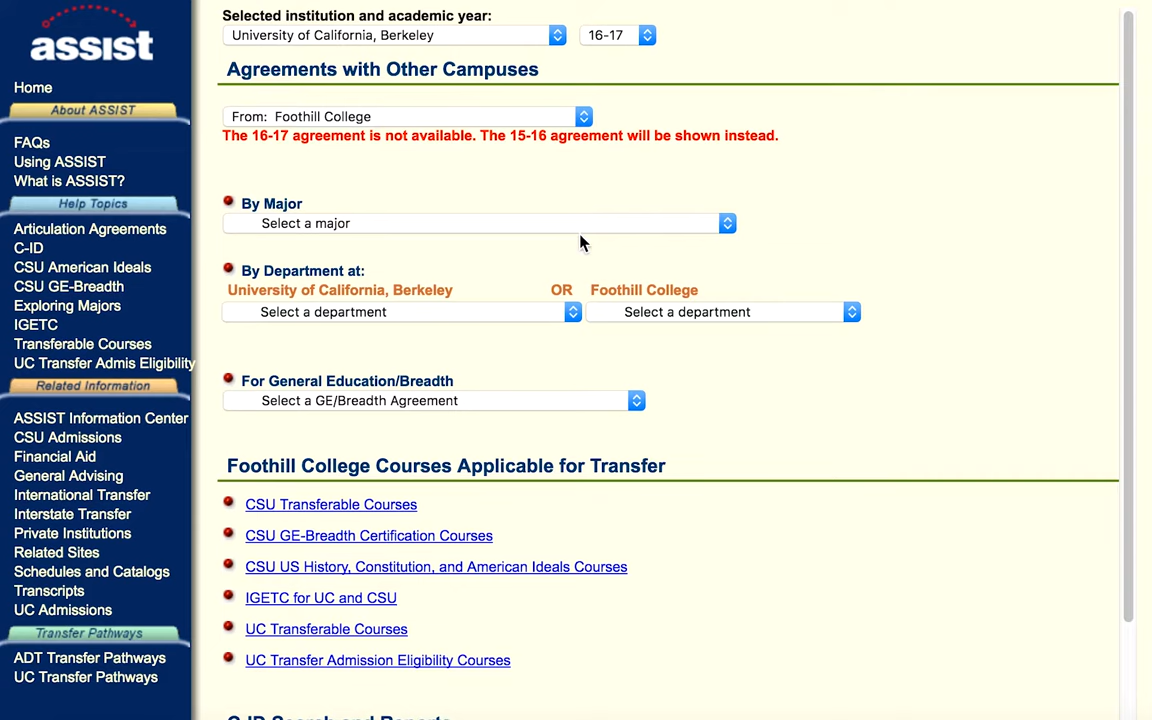 assist
Home
About ASSIST
FAQs
Using ASSIST
What is ASSIST?
Help Topics
Articulation Agreements
C-ID
CSU American Ideals
CSU GE-Breadth
Exploring Majors
IGETC
Transferable Courses
UC Transfer Admis Eligibility
Related Information
ASSIST Information Center
CSU Admissions
Financial Aid
General Advising
International Transfer
Interstate Transfer
Private Institutions
Related Sites
Schedules and Catalogs
Transcripts
UC Admissions
Transfer Pathways
ADT Transfer Pathways
UC Transfer Pathways
Selected institution and academic year:
University of California, Berkeley 16-17
Agreements with Other Campuses
From: Foothill College
The 16-17 agreement is not available. The 15-16 agreement will be shown instead.
By Major
Select a major
By Department at:
University of California, Berkeley OR Foothill College
Select a department Select a department
For General Education/Breadth
Select a GE/Breadth Agreement
Foothill College Courses Applicable for Transfer
CSU Transferable Courses
CSU GE-Breadth Certification Courses
CSU US History, Constitution, and American Ideals Courses
IGETC for UC and CSU
UC Transferable Courses
UC Transfer Admission Eligibility Courses
C-ID Search and Reports